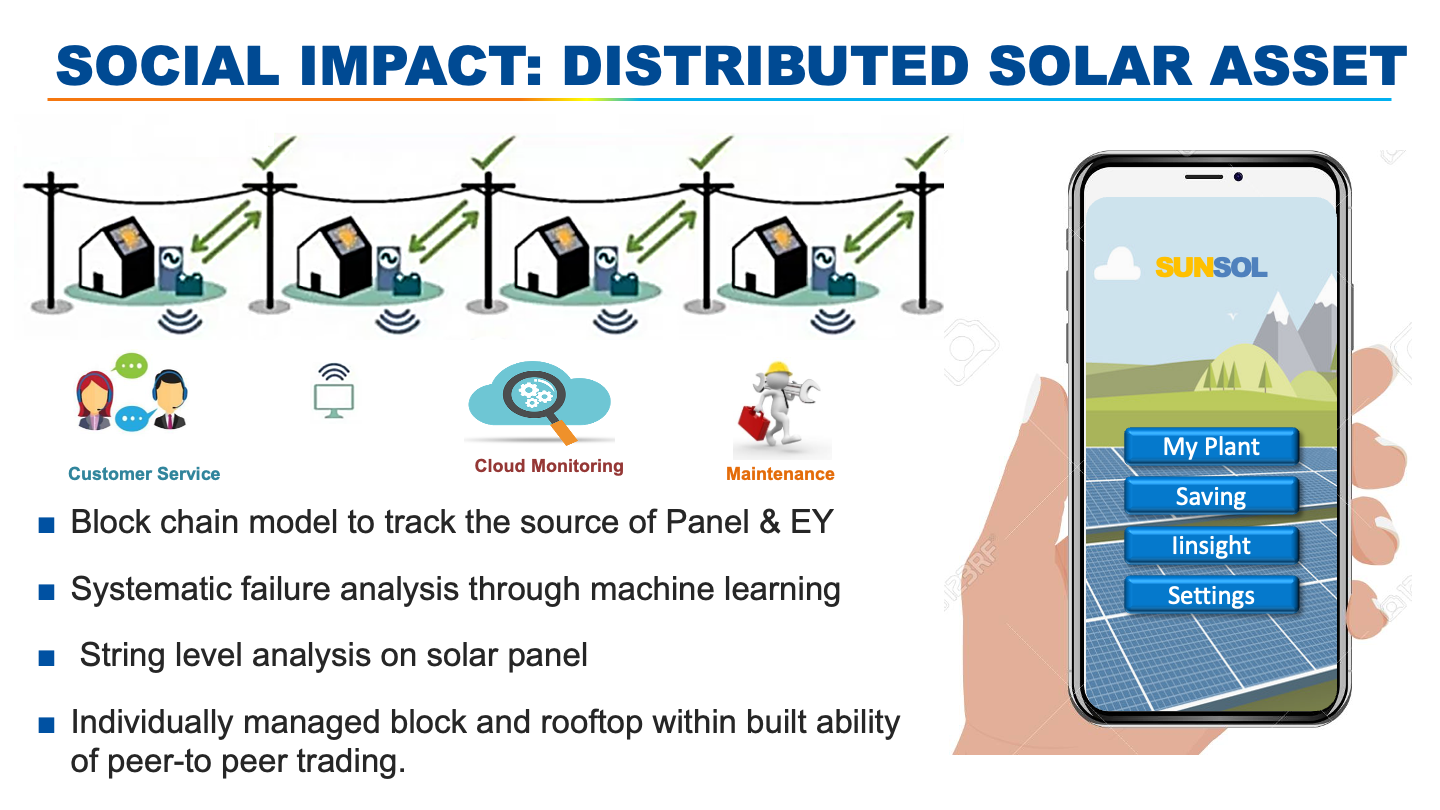 SOCIAL IMPACT: DISTRIBUTED SOLAR ASSET
SUNSOL
My Plant
Saving
Iinsight
Settings
Customer Service
Cloud Monitoring
Maintenance
Block chain model to track the source of Panel & EY
Systematic failure analysis through machine learning
String level analysis on solar panel
Individually managed block and rooftop within built ability
of peer-to peer trading.